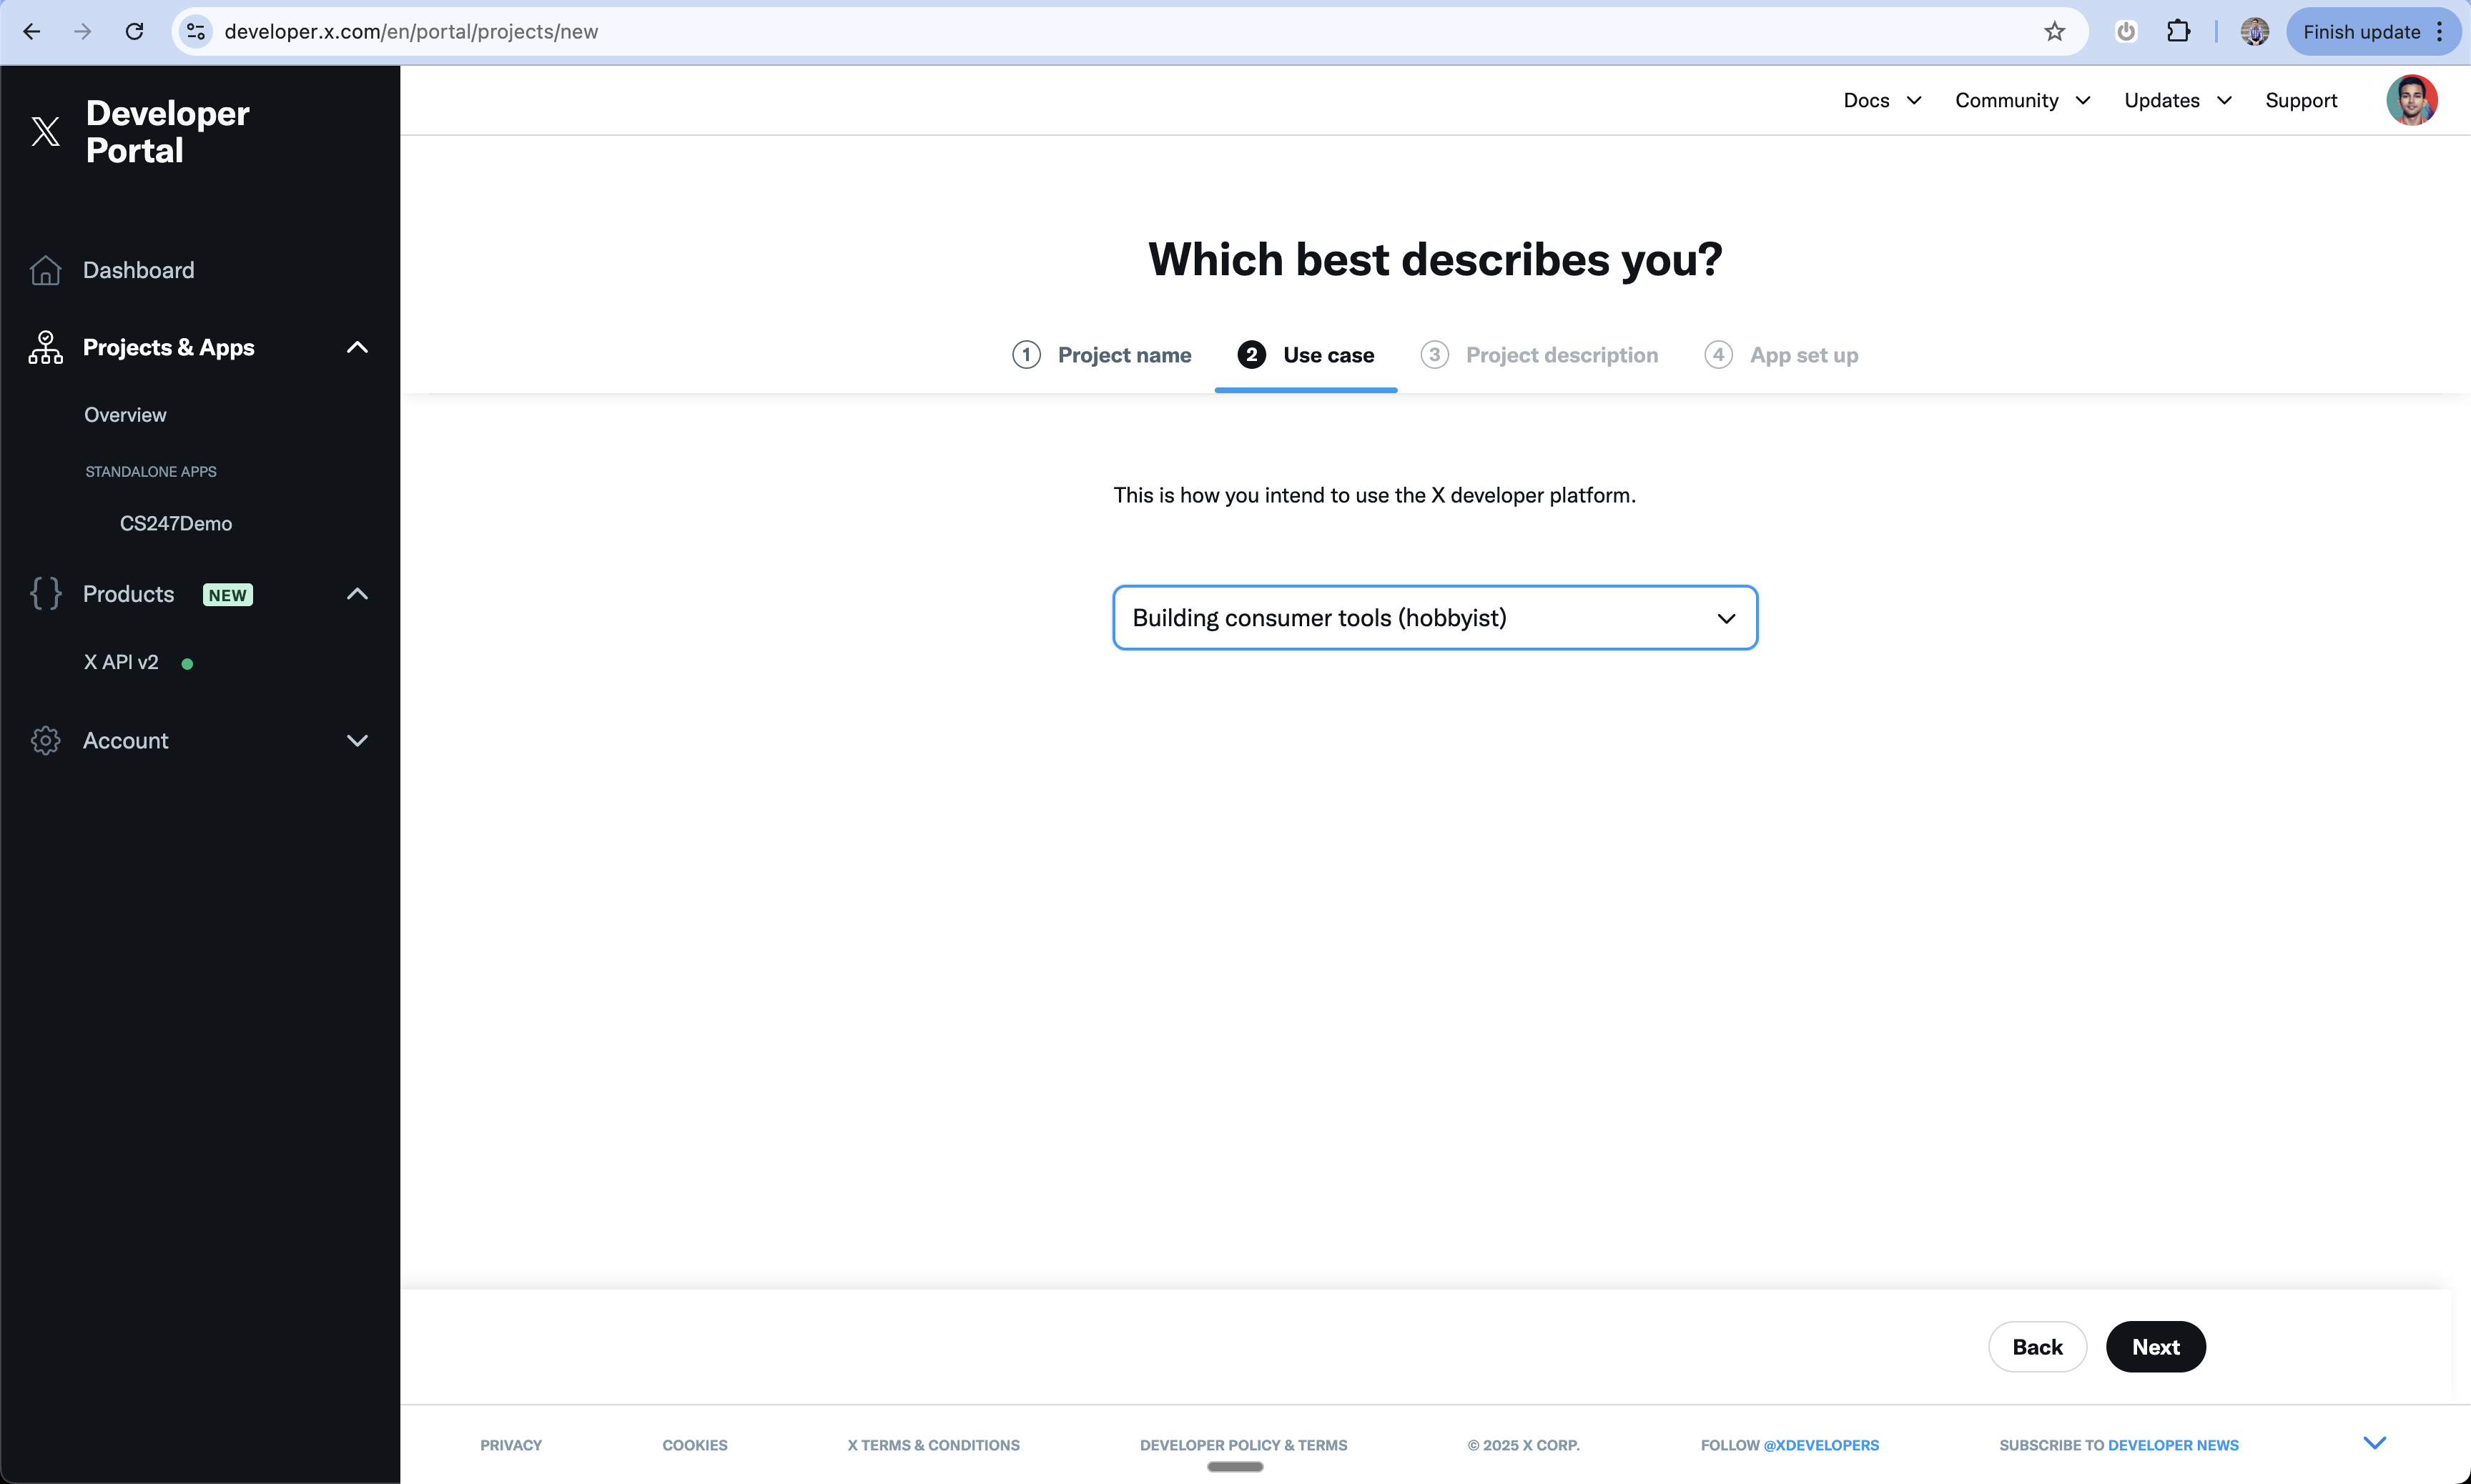 developer.x.com/en/portal/projects/new
Finish update
Developer
Portal
Docs
Community
Updates
Support
Dashboard
Projects & Apps
Overview
STANDALONE APPS
CS247Demo
Products NEW
X API v2
Account
Which best describes you?
1 Project name
2 Use case
3 Project description
4 App set up
This is how you intend to use the X developer platform.
Building consumer tools (hobbyist)
Back
Next
PRIVACY
COOKIES
X TERMS & CONDITIONS
DEVELOPER POLICY & TERMS
© 2025 X CORP.
FOLLOW @XDEVELOPERS
SUBSCRIBE TO DEVELOPER NEWS